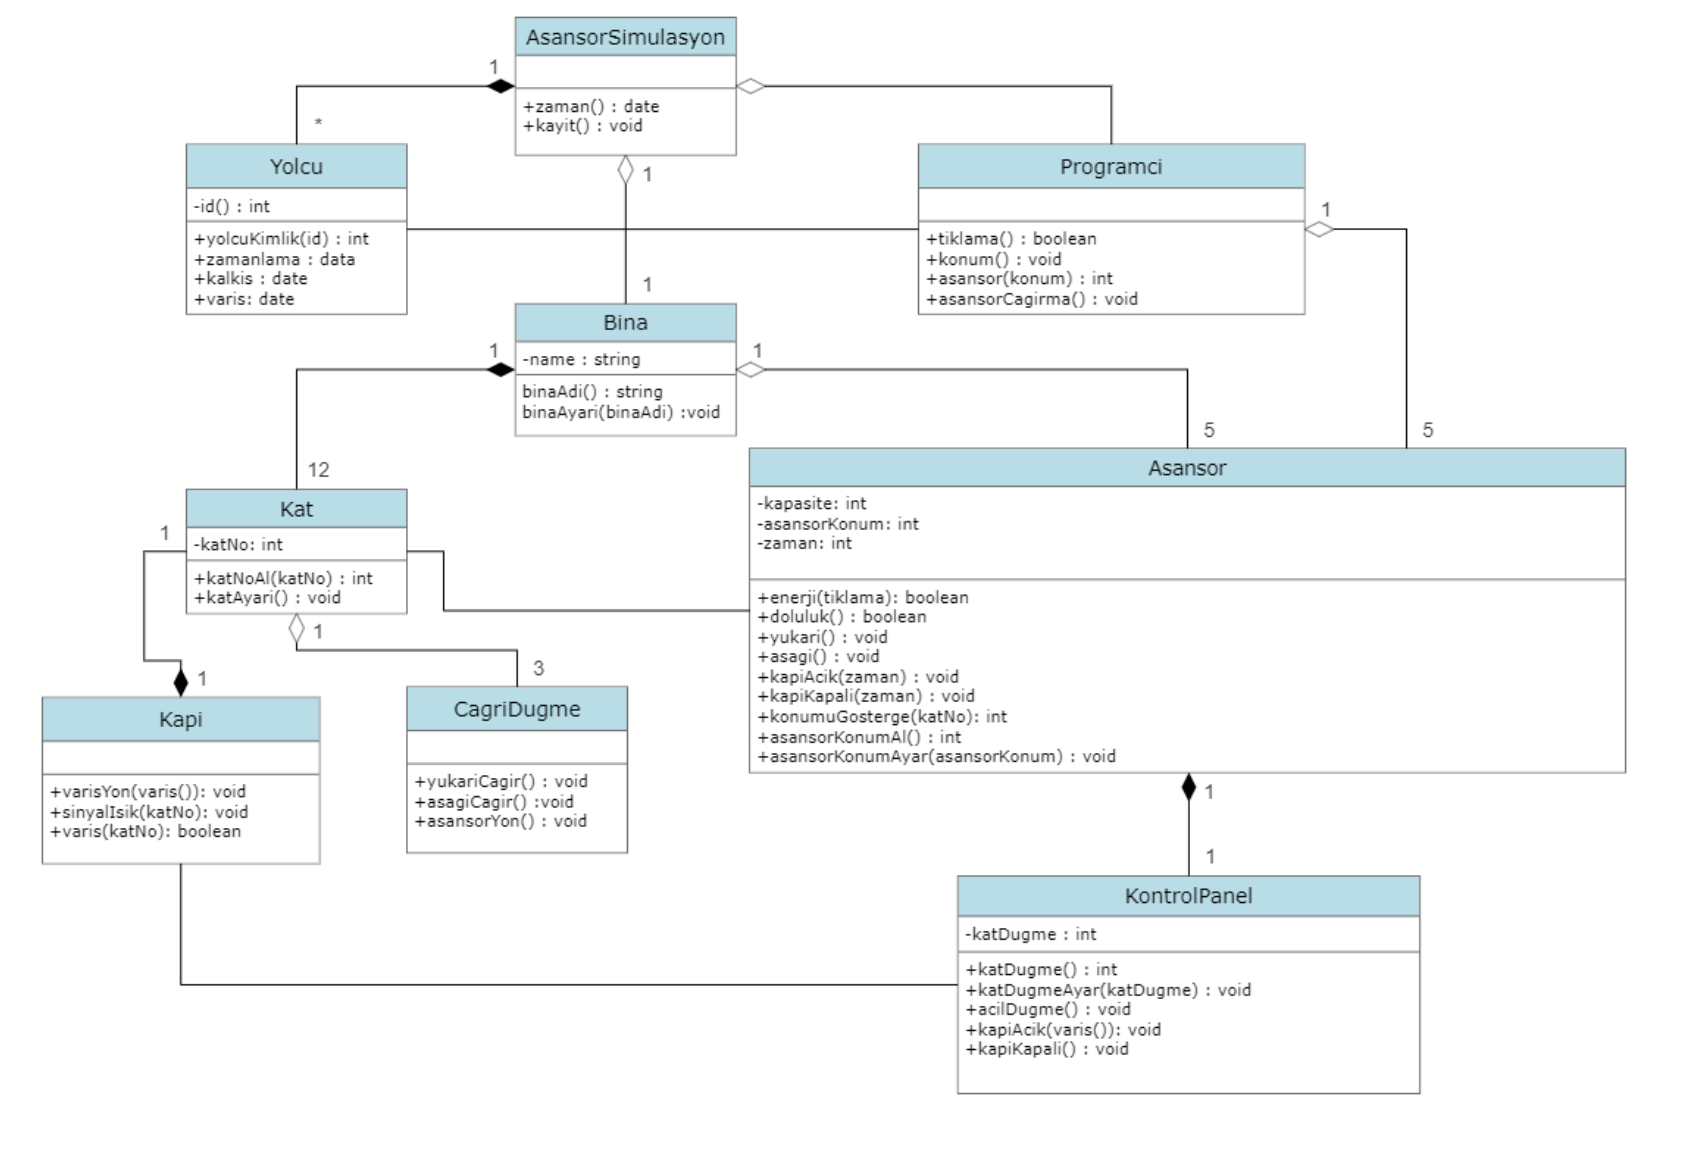 AsansorSimulasyon
+zaman() : date
+kayit() : void
1
*
1
Yolcu
-id() : int
+yolcuKimlik(id) : int
+zamanlama : data
+kalkis : date
+varis: date
Programci
+tiklama() : boolean
+konum() : void
+asansor(konum) : int
+asansorCagirma() : void
1
1
Bina
-name : string
binaAdi() : string
binaAyari(binaAdi) :void
1
1
5
5
12
Kat
-katNo: int
+katNoAl(katNo) : int
+katAyari() : void
1
1
3
1
Asansor
-kapasite: int
-asansorKonum: int
-zaman: int
+enerji(tiklama): boolean
+doluluk() : boolean
+yukari() : void
+asagi() : void
+kapiAcik(zaman) : void
+kapiKapali(zaman) : void
+konumuGosterge(katNo): int
+asansorKonumAl() : int
+asansorKonumAyar(asansorKonum) : void
Kapi
+varisYon(varis()): void
+sinyalIsik(katNo): void
+varis(katNo): boolean
CagriDugme
+yukariCagir() : void
+asagiCagir() :void
+asansorYon() : void
1
1
KontrolPanel
-katDugme : int
+katDugme() : int
+katDugmeAyar(katDugme) : void
+acilDugme() : void
+kapiAcik(varis()): void
+kapiKapali() : void